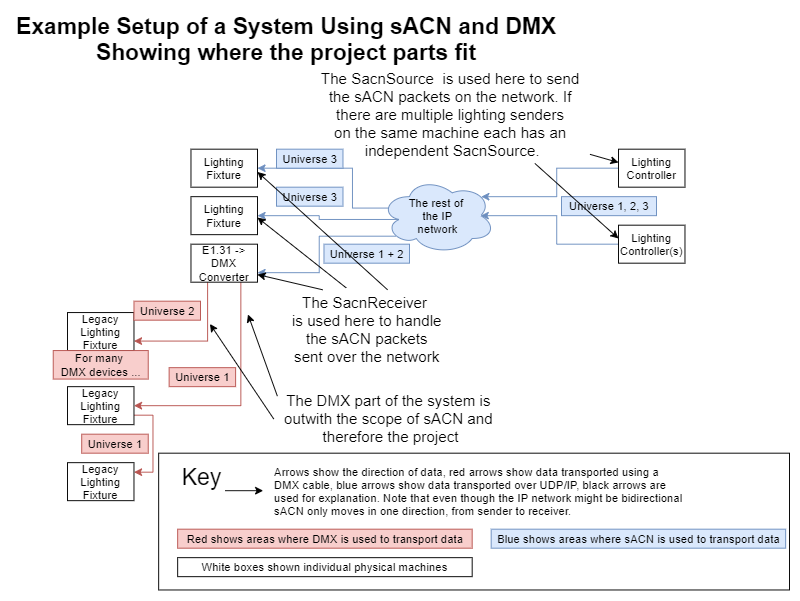 Example Setup of a System Using sACN and DMX
Showing where the project parts fit
The SacnSource is used here to send
the sACN packets on the network. If
there are multiple lighting senders
on the same machine each has an
independent SacnSource.
Lighting
Fixture
Universe 3
Lighting
Controller
Lighting
Fixture
Universe 3
The rest of
the IP
network
Universe 1, 2, 3
Lighting
Controller(s)
E1.31 ->
DMX
Converter
Universe 1 + 2
The SacnReceiver
is used here to handle
the sACN packets
sent over the network
Universe 2
Legacy
Lighting
Fixture
For many
DMX devices ...
Universe 1
Legacy
Lighting
Fixture
The DMX part of the system is
outwith the scope of sACN and
therefore the project
Universe 1
Legacy
Lighting
Fixture
Key
Arrows show the direction of data, red arrows show data transported using a
DMX cable, blue arrows show data transported over UDP/IP, black arrows are
used for explanation. Note that even though the IP network might be bidirectional
sACN only moves in one direction, from sender to receiver.
Red shows areas where DMX is used to transport data
Blue shows areas where sACN is used to transport data
White boxes shown individual physical machines